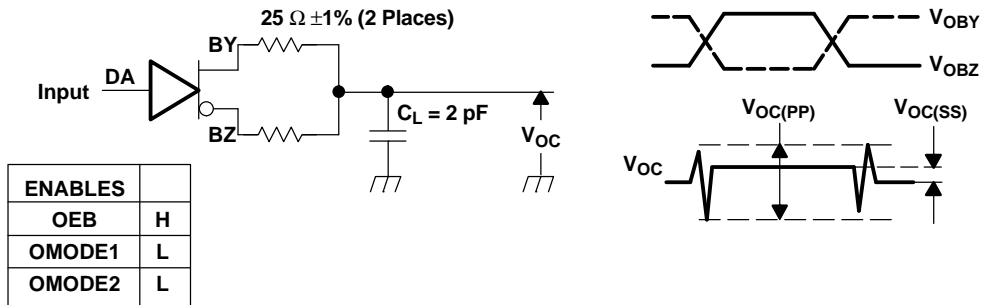 25 Ω ±1% (2 Places)
BY
Input
DA
BZ
C_L = 2 pF
V_OC
ENABLES
OEB H
OMODE1 L
OMODE2 L
V_OBY
V_OBZ
V_OC(PP)
V_OC(SS)
V_OC